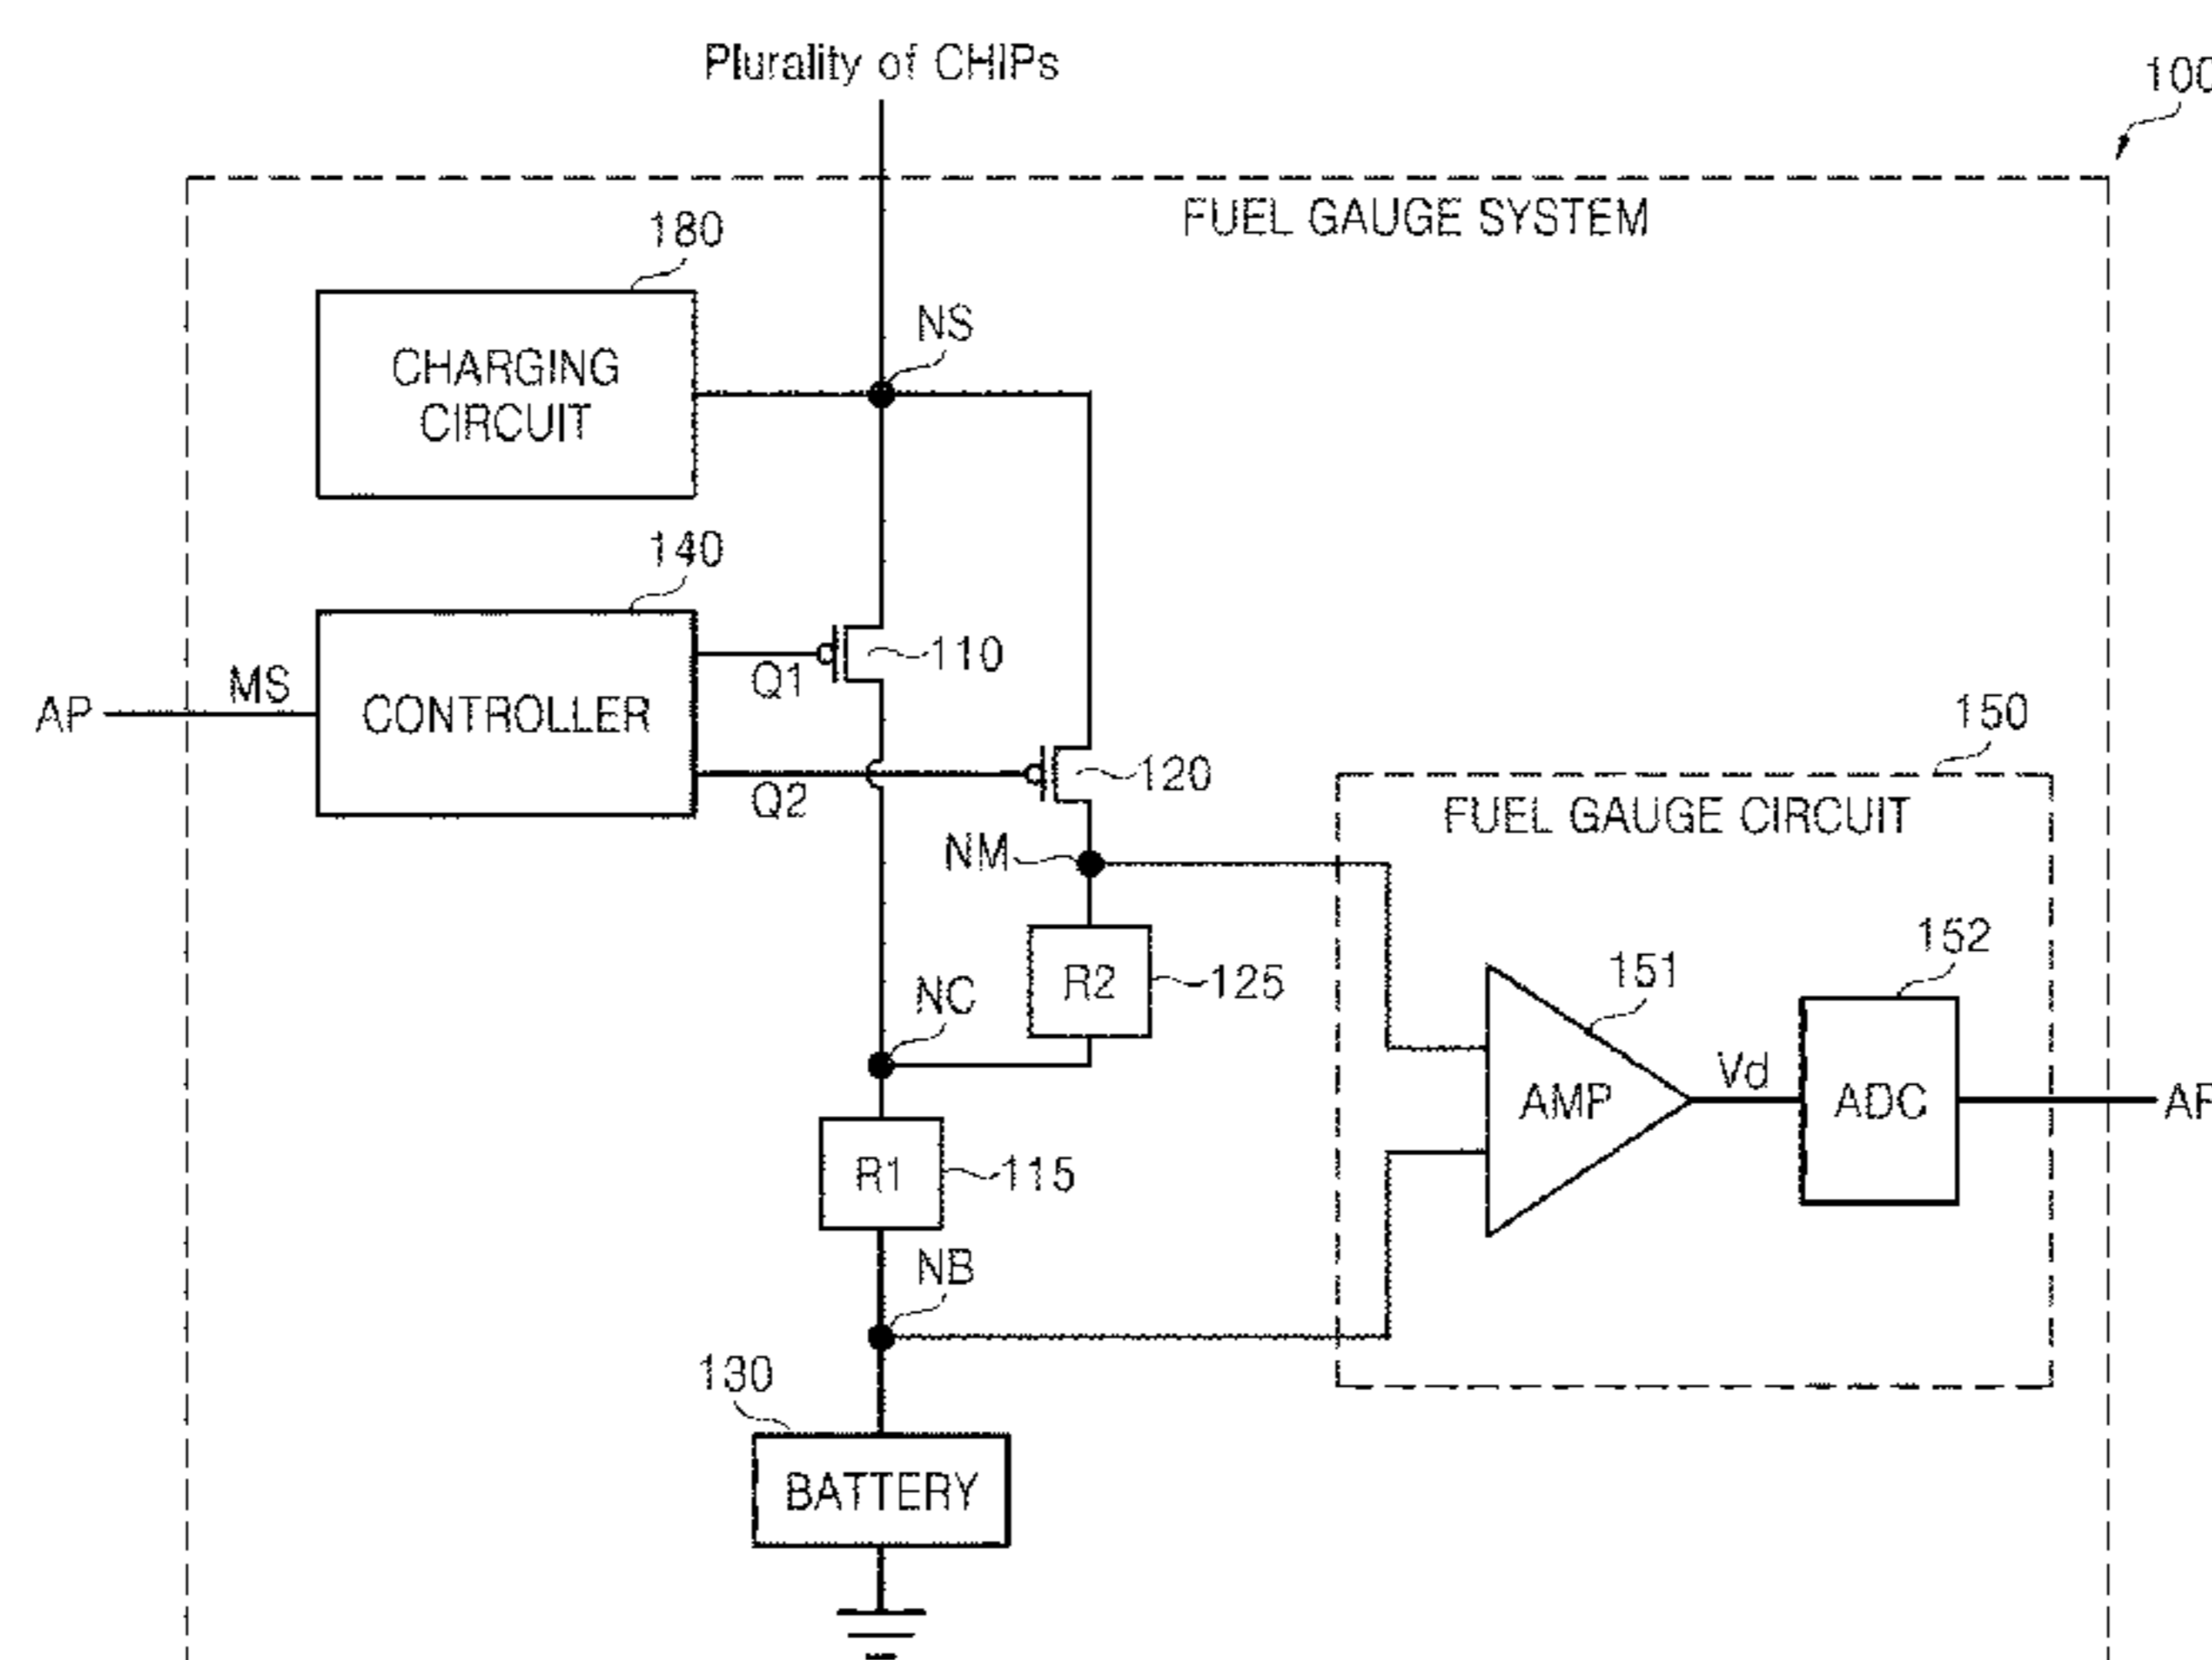 Plurality of CHIPs
100
FUEL GAUGE SYSTEM
180
CHARGING
CIRCUIT
NS
140
CONTROLLER
AP
MS
Q1
110
Q2
120
150
FUEL GAUGE CIRCUIT
NM
R2
125
NC
151
152
AMP
Vd
ADC
R1
115
NB
130
BATTERY